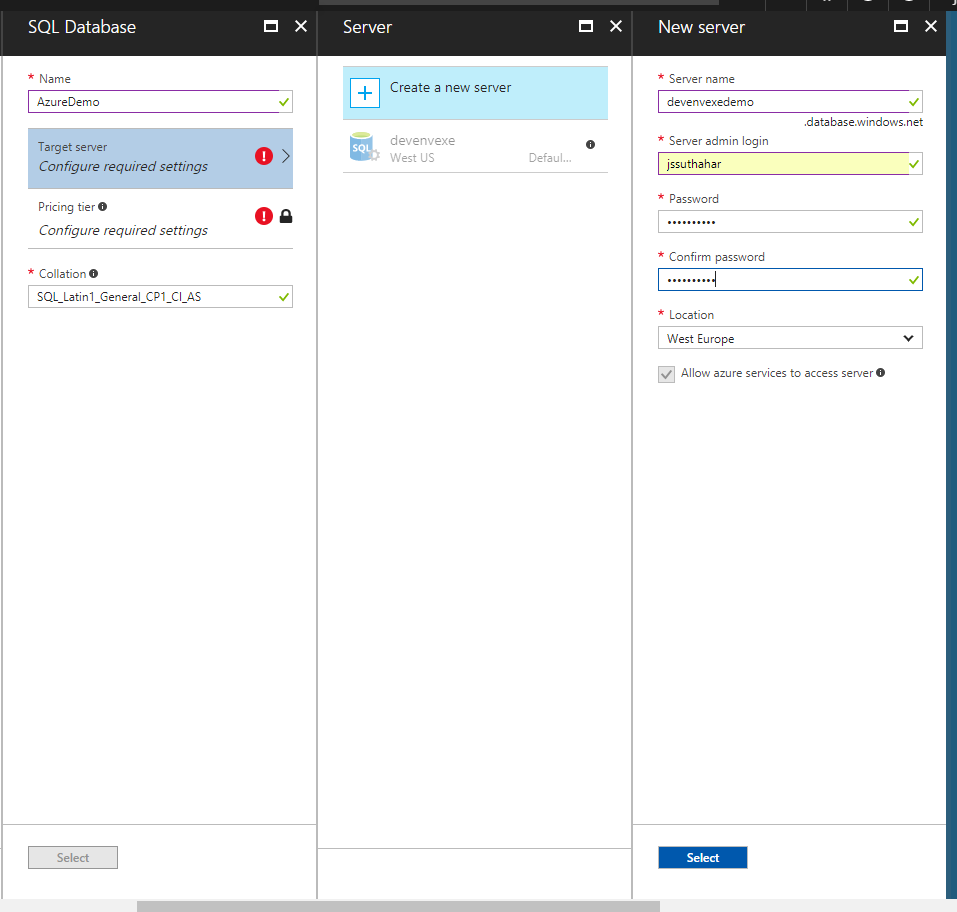 SQL Database
* Name
AzureDemo
Target server
Configure required settings
Pricing tier
Configure required settings
* Collation
SQL_Latin1_General_CP1_CI_AS
Select
Server
Create a new server
SQL
devenvexe
West US
Defaul...
New server
* Server name
devenvexedemo
.database.windows.net
* Server admin login
jssuthahar
* Password
••••••••••
* Confirm password
••••••••••
* Location
West Europe
Allow azure services to access server
Select